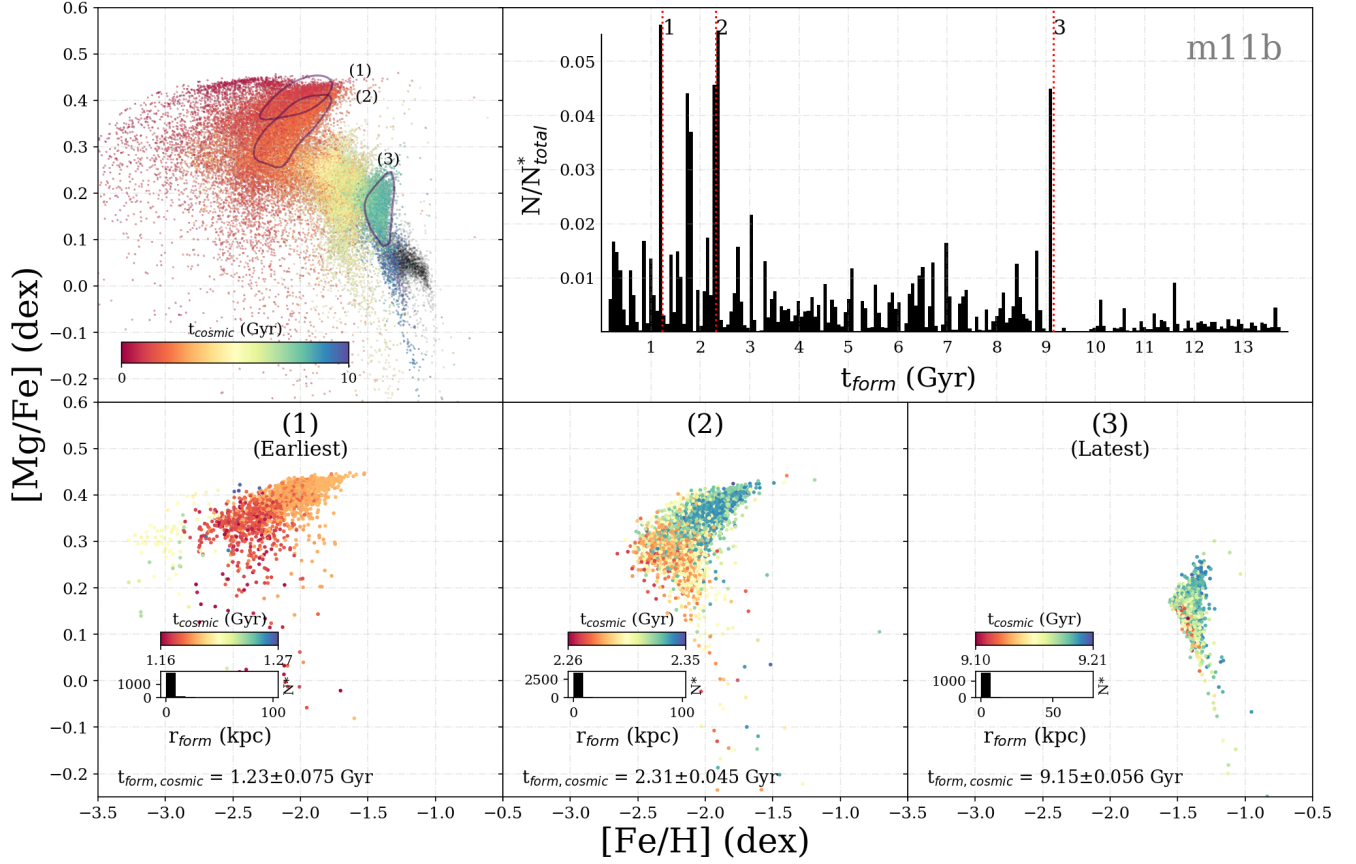 m11b
0.6
0.5
0.4
0.3
0.2
0.1
0.0
−0.1
−0.2
(1)
(2)
(3)
t_cosmic (Gyr)
0 10
1 2 3
0.05
0.04
0.03
0.02
0.01
N/N*_total
1 2 3 4 5 6 7 8 9 10 11 12 13
t_form (Gyr)
[Mg/Fe] (dex)
0.6
0.5
0.4
0.3
0.2
0.1
0.0
−0.1
−0.2
(1)
(Earliest)
t_cosmic (Gyr)
1.16 1.27
1000
0
N*
0 100
r_form (kpc)
t_form,cosmic = 1.23±0.075 Gyr
(2)
t_cosmic (Gyr)
2.26 2.35
2500
0
N*
0 100
r_form (kpc)
t_form,cosmic = 2.31±0.045 Gyr
(3)
(Latest)
t_cosmic (Gyr)
9.10 9.21
1000
0
N*
0 50
r_form (kpc)
t_form,cosmic = 9.15±0.056 Gyr
−3.5 −3.0 −2.5 −2.0 −1.5 −1.0 −0.5
−3.0 −2.5 −2.0 −1.5 −1.0 −0.5
−3.0 −2.5 −2.0 −1.5 −1.0 −0.5
[Fe/H] (dex)